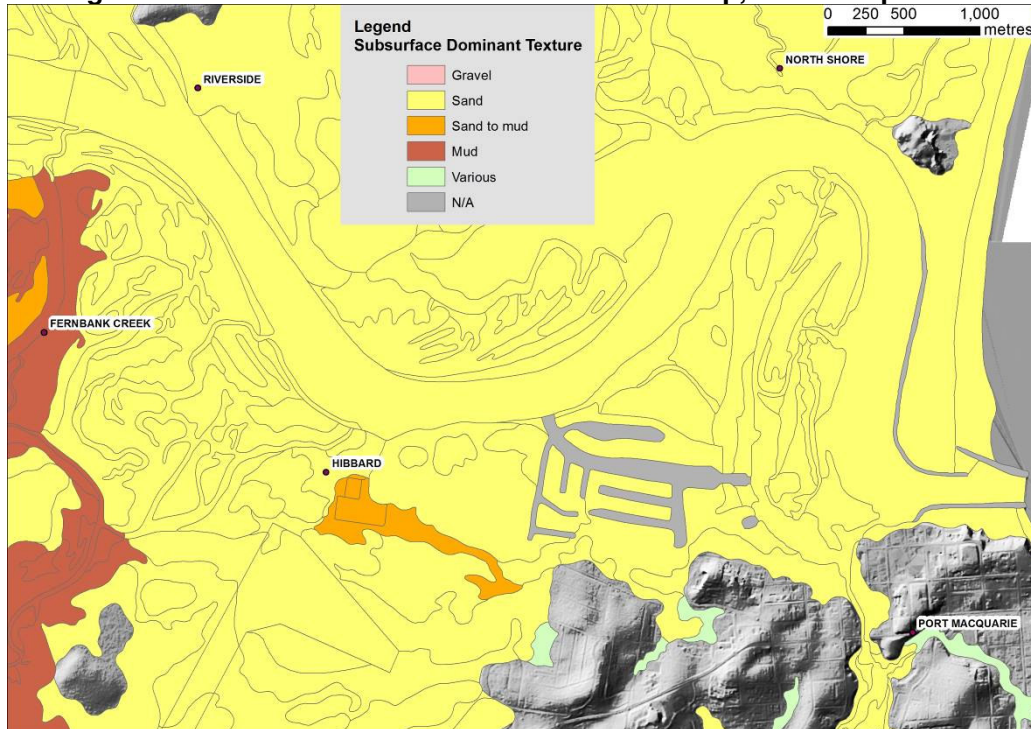 Legend
Subsurface Dominant Texture
Gravel
Sand
Sand to mud
Mud
Various
N/A
0 250 500 1,000
metres
RIVERSIDE
NORTH SHORE
FERNBANK CREEK
HIBBARD
PORT MACQUARIE